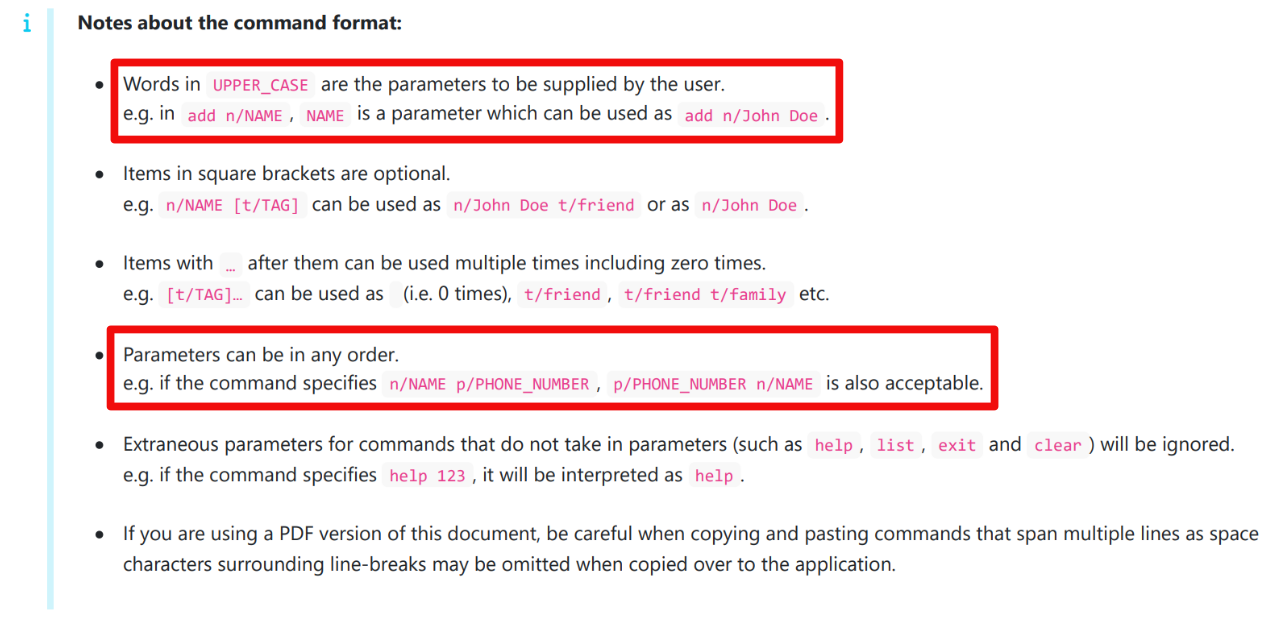 i
Notes about the command format:
Words in UPPER_CASE are the parameters to be supplied by the user.
e.g. in add n/NAME, NAME is a parameter which can be used as add n/John Doe.
Items in square brackets are optional.
e.g. n/NAME [t/TAG] can be used as n/John Doe t/friend or as n/John Doe.
Items with … after them can be used multiple times including zero times.
e.g. [t/TAG]… can be used as   (i.e. 0 times), t/friend, t/friend t/family etc.
Parameters can be in any order.
e.g. if the command specifies n/NAME p/PHONE_NUMBER, p/PHONE_NUMBER n/NAME is also acceptable.
Extraneous parameters for commands that do not take in parameters (such as help, list, exit and clear) will be ignored.
e.g. if the command specifies help 123, it will be interpreted as help.
If you are using a PDF version of this document, be careful when copying and pasting commands that span multiple lines as space
characters surrounding line-breaks may be omitted when copied over to the application.